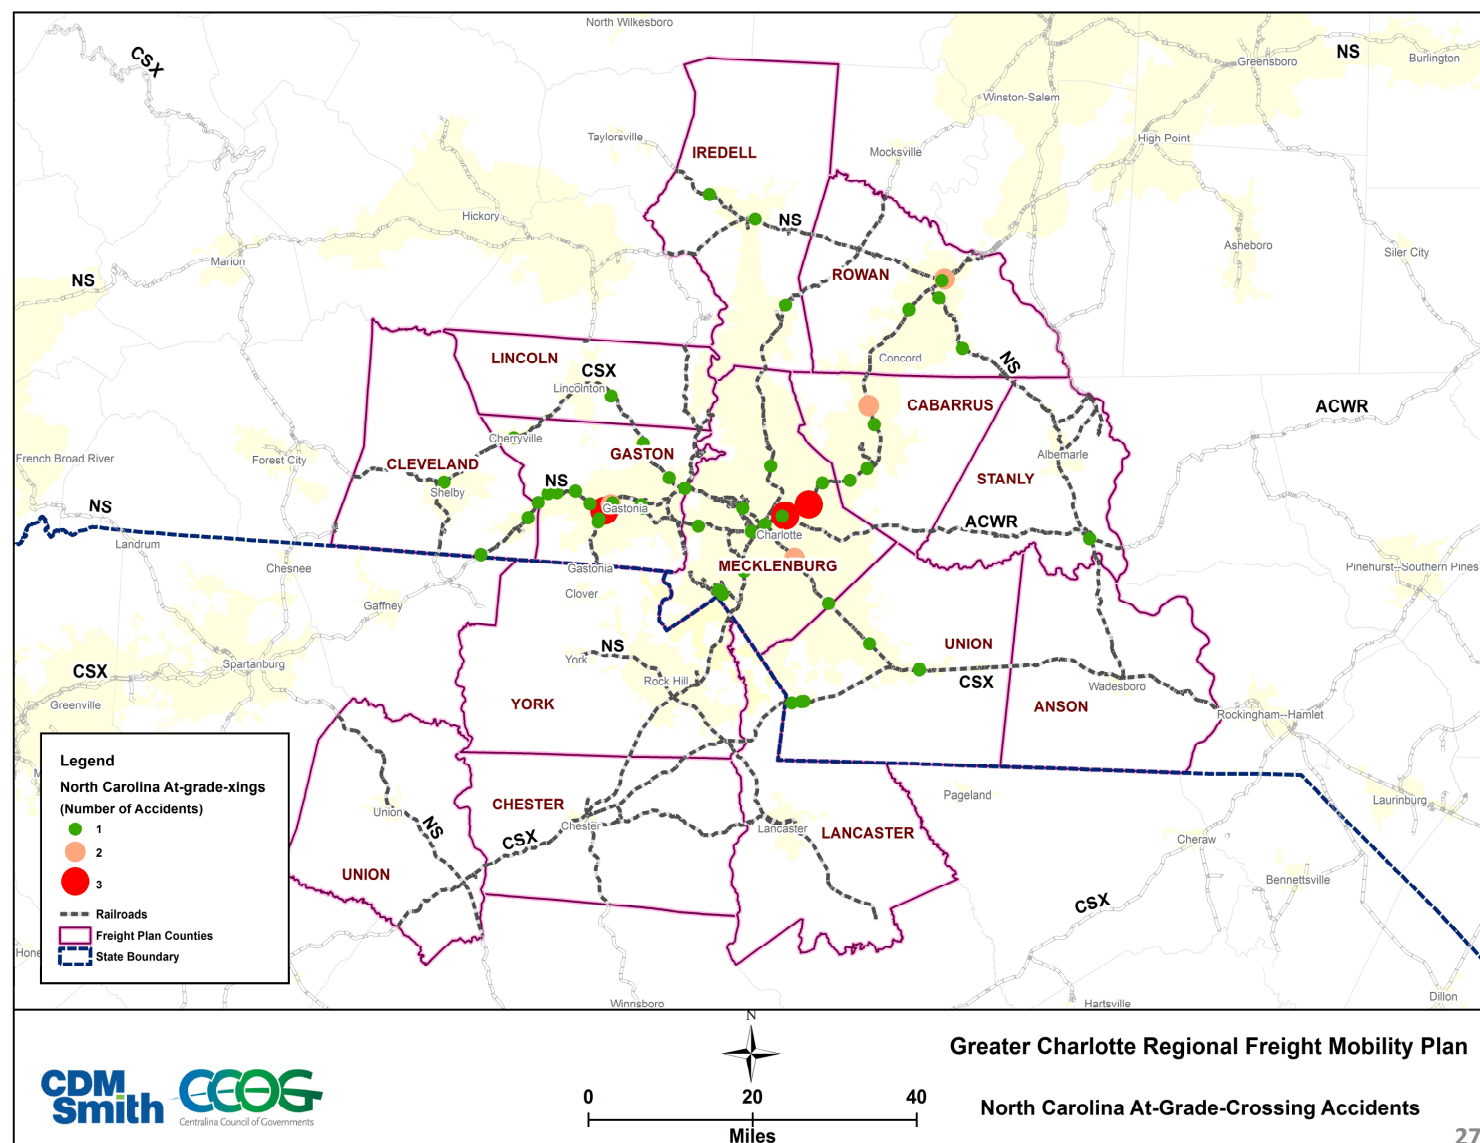 North Wilkesboro
CSX
NS
Greensboro
Burlington
Winston-Salem
Taylorsville
High Point
IREDELL
Mocksville
Hickory
NS
Asheboro
Siler City
Marion
NS
ROWAN
LINCOLN
CSX
Concord
NS
Lincolnton
CABARRUS
ACWR
Cherryville
French Broad River
Forest City
CLEVELAND
GASTON
Albemarle
STANLY
NS
Shelby
NS
Gastonia
ACWR
Landrum
Charlotte
Chesnee
Gastonia
MECKLENBURG
Pinehurst--Southern Pines
Clover
Gaffney
NS
UNION
York
CSX
Spartanburg
Rock Hill
CSX
Wadesboro
Greenville
YORK
ANSON
Rockingham--Hamlet
Legend
North Carolina At-grade-xings
(Number of Accidents)
1
2
3
Railroads
Freight Plan Counties
State Boundary
M
Hone
Pageland
Laurinburg
CHESTER
Union
NS
Chester
CSX
Lancaster
LANCASTER
Cheraw
UNION
Bennettsville
CSX
Winnsboro
Hartsville
Dillon
N
Greater Charlotte Regional Freight Mobility Plan
CDM
Smith
CCOG
Centralina Council of Governments
0 20 40
Miles
North Carolina At-Grade-Crossing Accidents
27